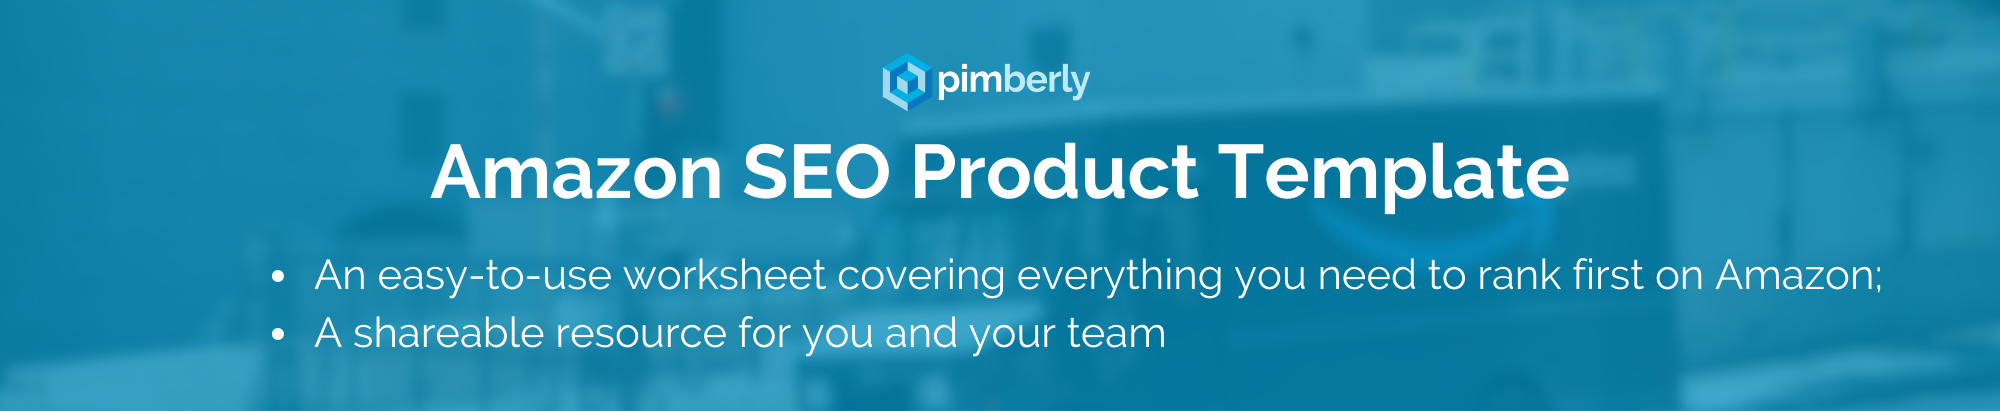 pimberly
Amazon SEO Product Template
• An easy-to-use worksheet covering everything you need to rank first on Amazon;
• A shareable resource for you and your team